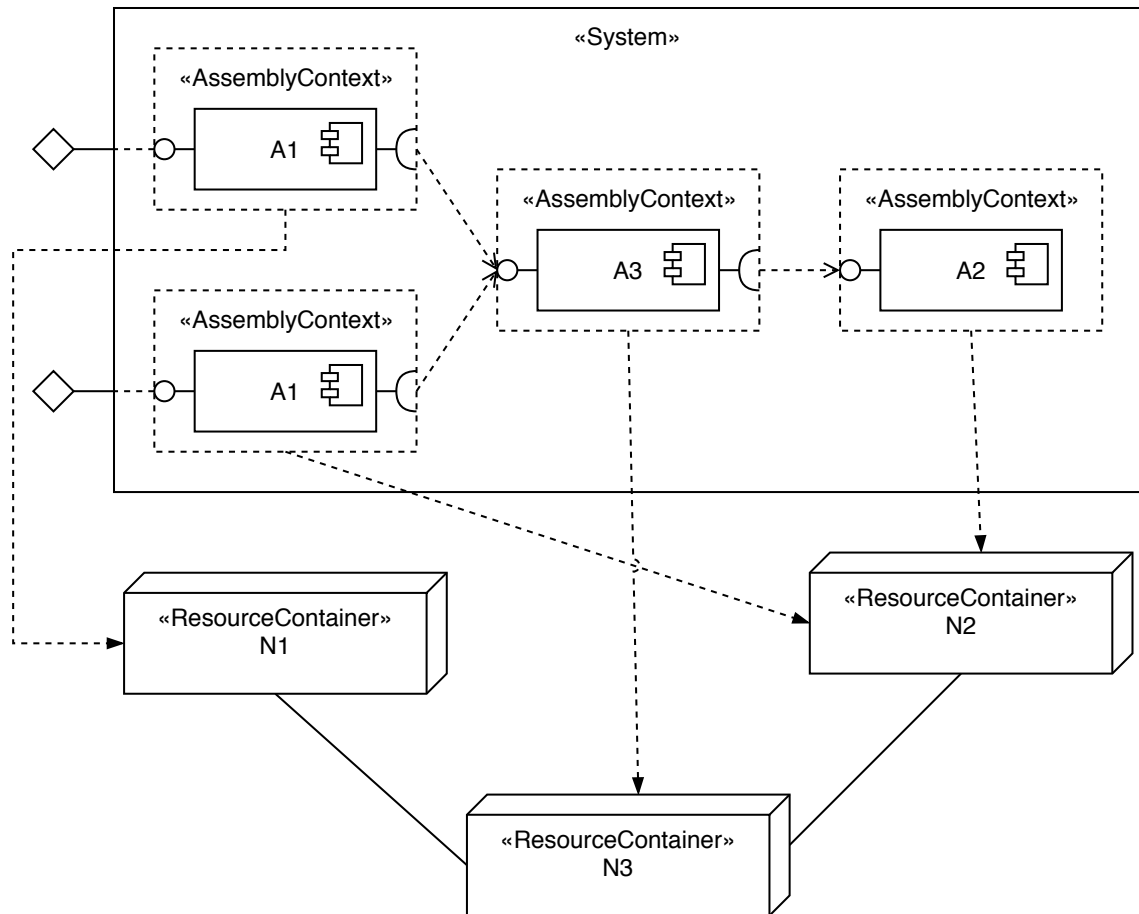 «System»
«AssemblyContext»
A1
«AssemblyContext»
A3
«AssemblyContext»
A2
«AssemblyContext»
A1
«ResourceContainer»
N1
«ResourceContainer»
N2
«ResourceContainer»
N3